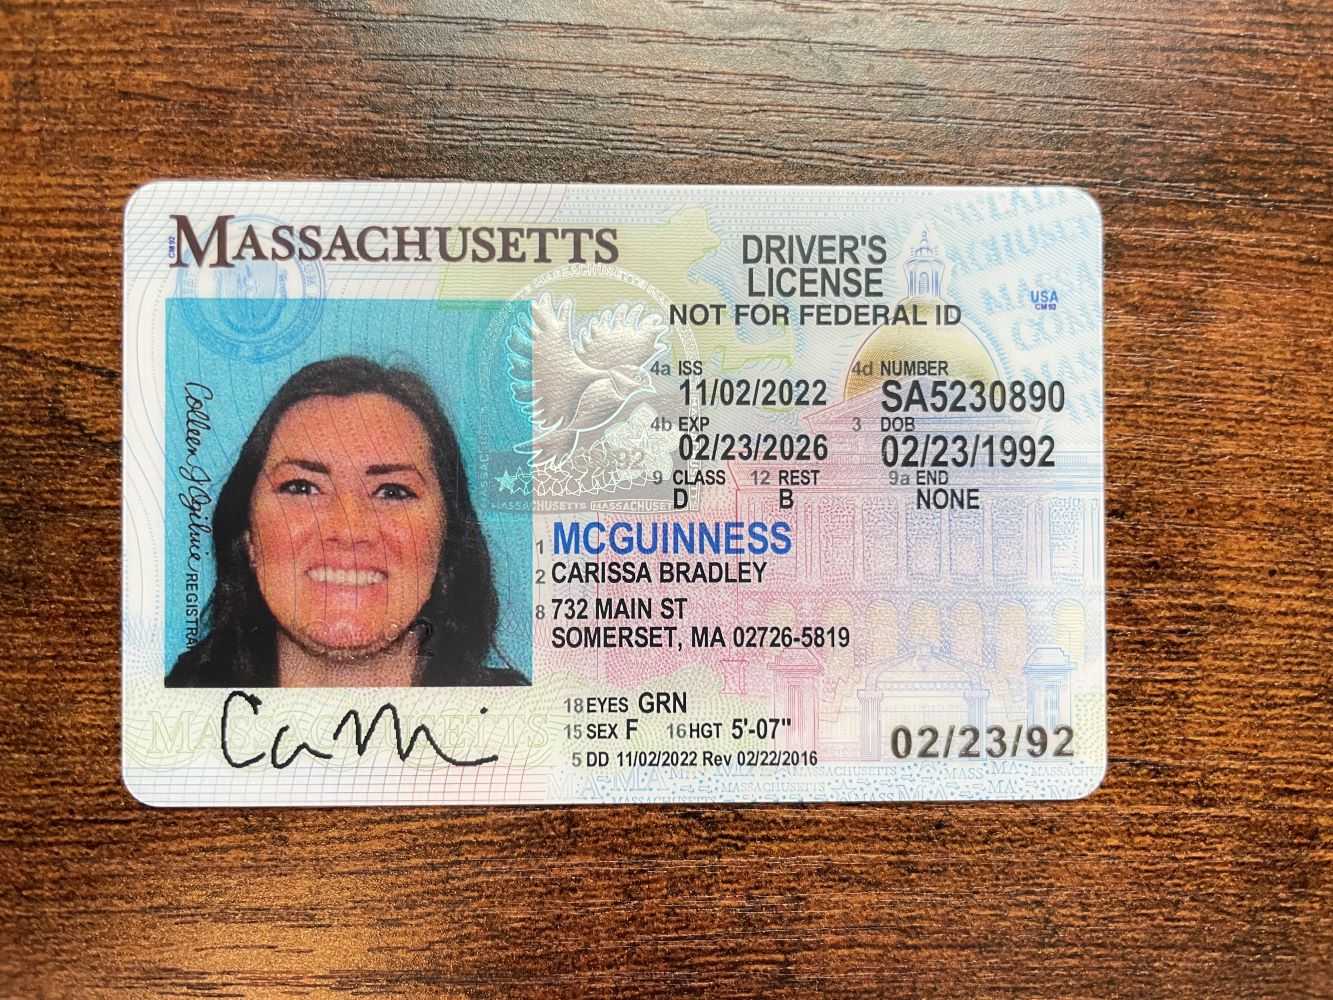 MASSACHUSETTS
CM92
DRIVER'S
LICENSE
NOT FOR FEDERAL ID
USA
CM92
4a ISS
11/02/2022
4d NUMBER
SA5230890
4b EXP
02/23/2026
3 DOB
02/23/1992
9 CLASS
D
12 REST
B
9a END
NONE
1 MCGUINNESS
2 CARISSA BRADLEY
8 732 MAIN ST
SOMERSET, MA 02726-5819
18 EYES GRN
15 SEX F 16 HGT 5'-07"
5 DD 11/02/2022 Rev 02/22/2016
02/23/92
Colleen J Ogilvie REGISTRAR